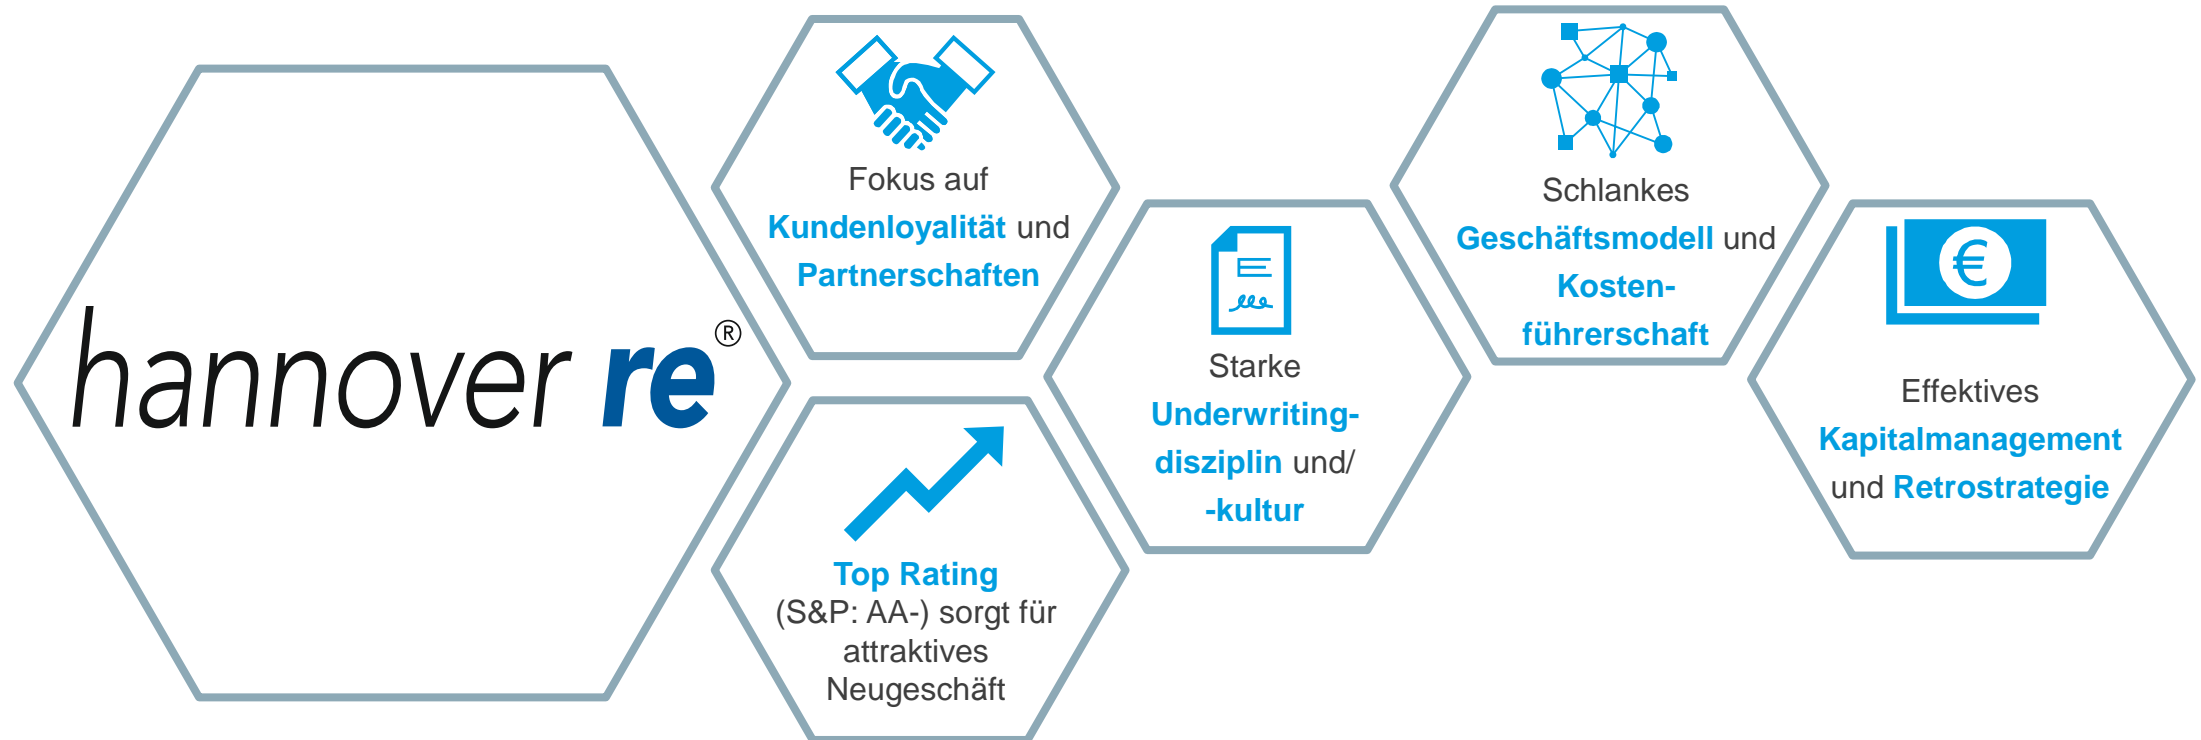 hannover re®
Fokus auf
Kundenloyalität und
Partnerschaften
Top Rating
(S&P: AA-) sorgt für
attraktives
Neugeschäft
Starke
Underwriting-
disziplin und/
-kultur
Schlankes
Geschäftsmodell und
Kosten-
führerschaft
€
Effektives
Kapitalmanagement
und Retrostrategie